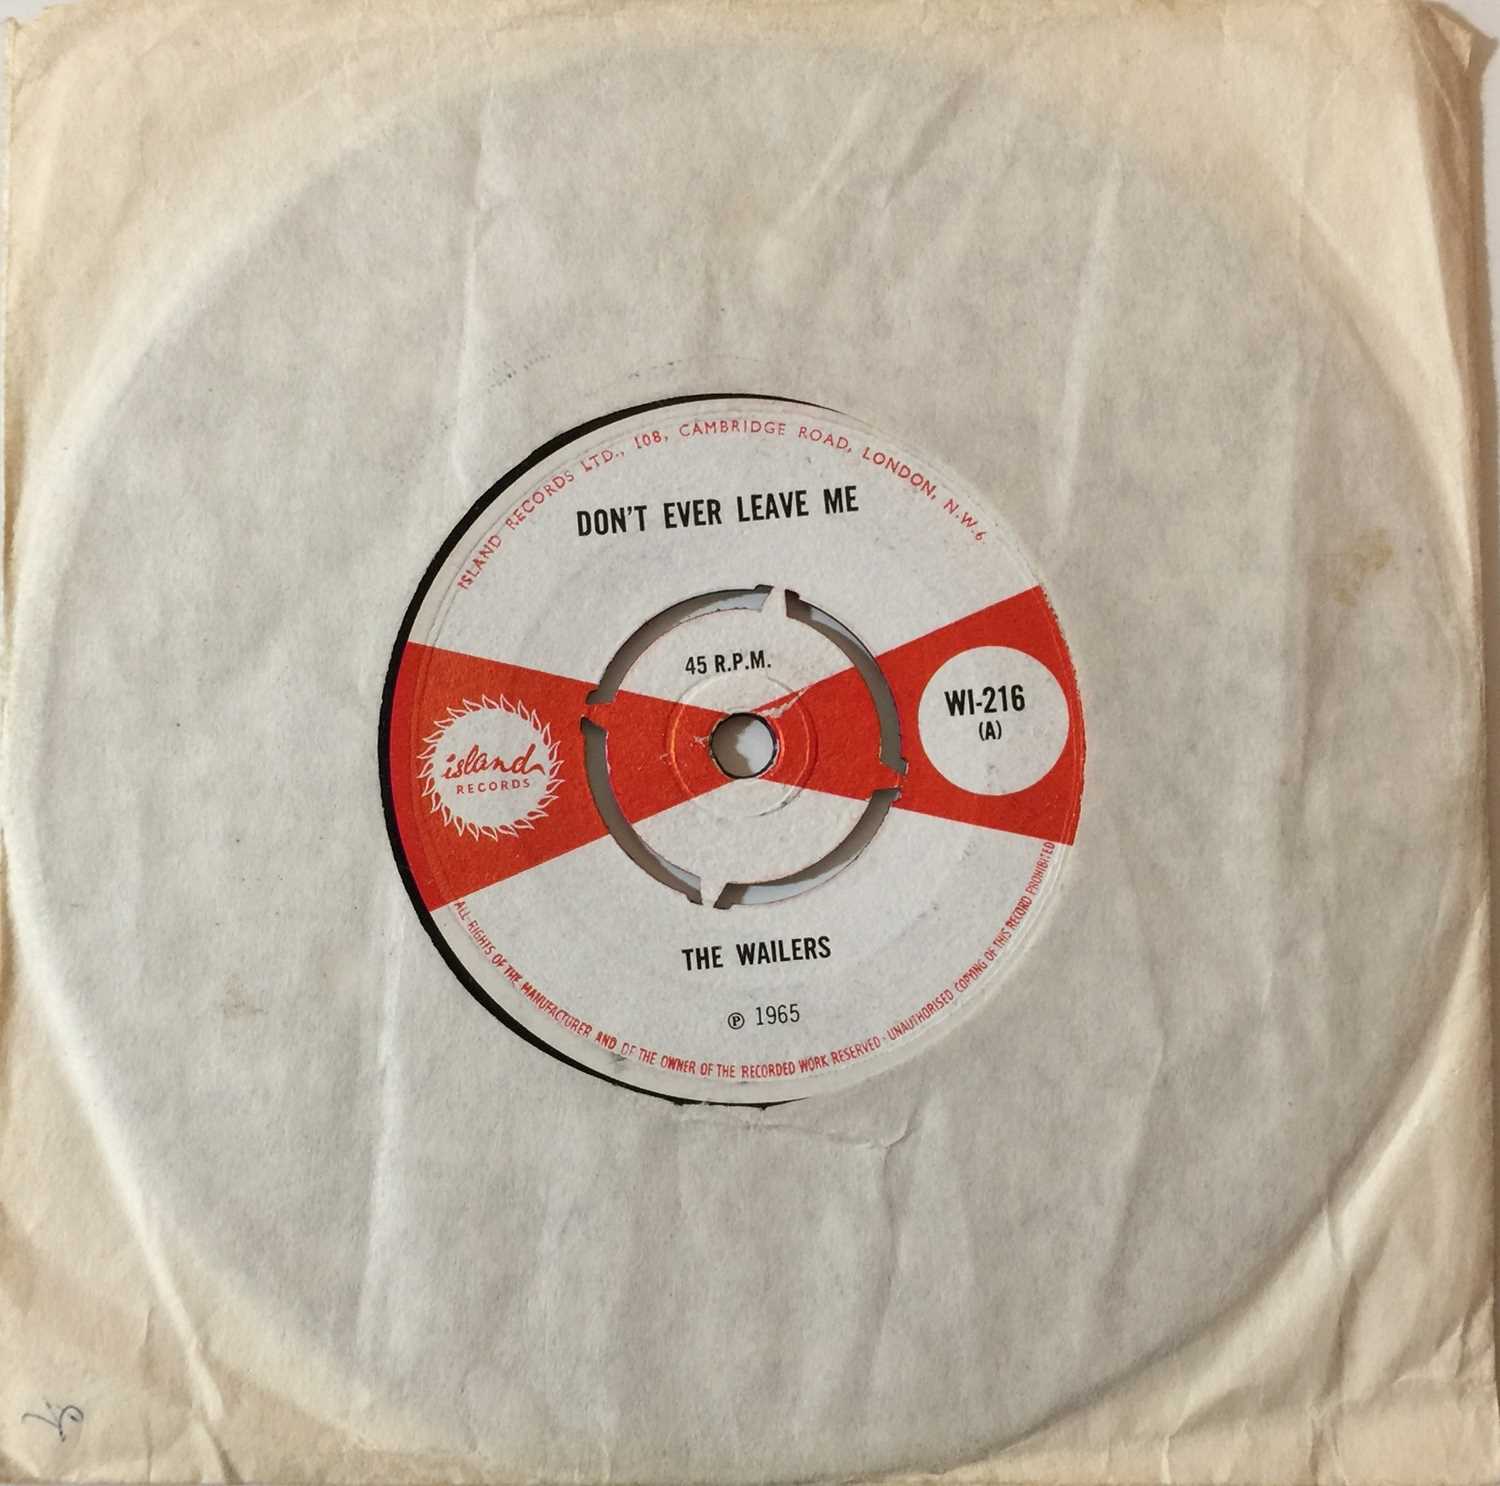 ISLAND RECORDS LTD., 108, CAMBRIDGE ROAD, LONDON, N.W.6
DON'T EVER LEAVE ME
45 R.P.M.
island
RECORDS
WI-216
(A)
THE WAILERS
℗ 1965
ALL RIGHTS OF THE MANUFACTURER AND OF THE OWNER OF THE RECORDED WORK RESERVED · UNAUTHORISED COPYING OF THIS RECORD PROHIBITED